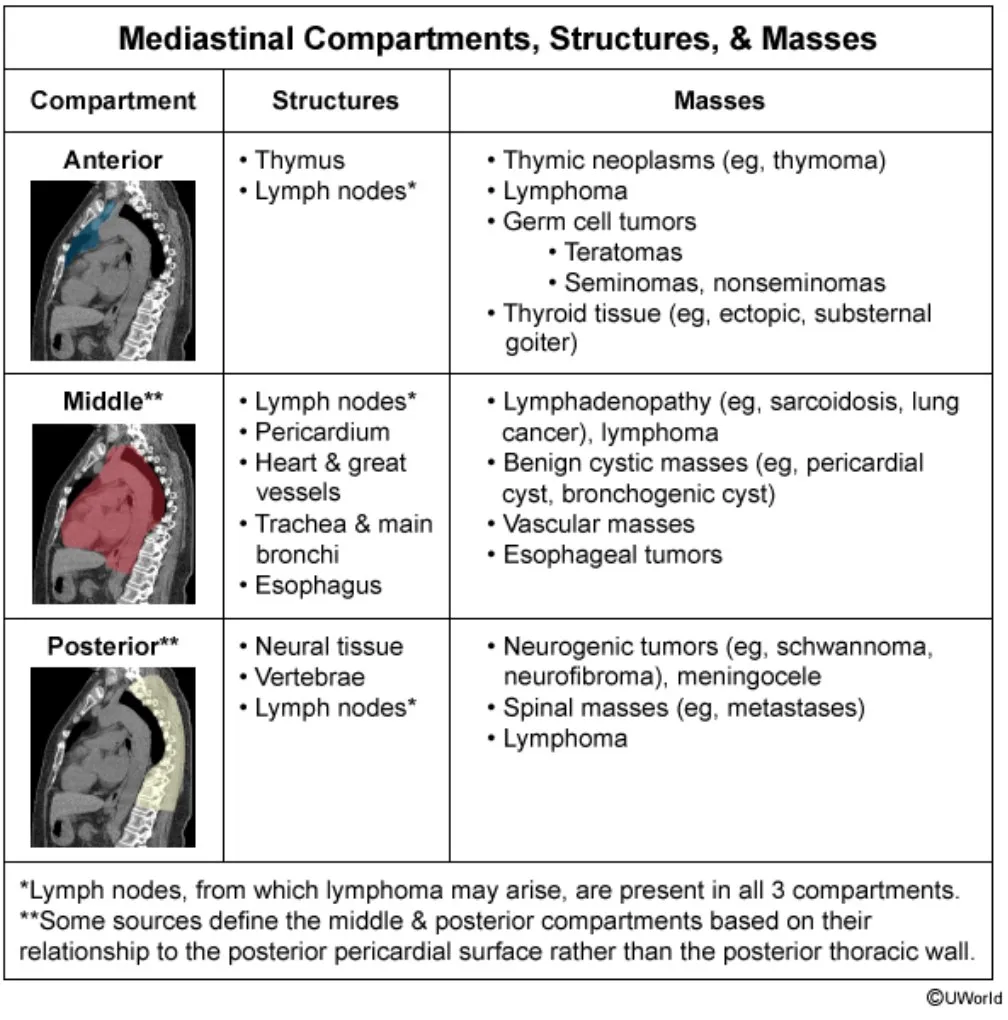 Mediastinal Compartments, Structures, & Masses
Compartment
Structures
Masses
Anterior
• Thymus
• Lymph nodes*
• Thymic neoplasms (eg, thymoma)
• Lymphoma
• Germ cell tumors
• Teratomas
• Seminomas, nonseminomas
• Thyroid tissue (eg, ectopic, substernal
goiter)
Middle**
• Lymph nodes*
• Pericardium
• Heart & great
vessels
• Trachea & main
bronchi
• Esophagus
• Lymphadenopathy (eg, sarcoidosis, lung
cancer), lymphoma
• Benign cystic masses (eg, pericardial
cyst, bronchogenic cyst)
• Vascular masses
• Esophageal tumors
Posterior**
• Neural tissue
• Vertebrae
• Lymph nodes*
• Neurogenic tumors (eg, schwannoma,
neurofibroma), meningocele
• Spinal masses (eg, metastases)
• Lymphoma
*Lymph nodes, from which lymphoma may arise, are present in all 3 compartments.
**Some sources define the middle & posterior compartments based on their
relationship to the posterior pericardial surface rather than the posterior thoracic wall.
©UWorld